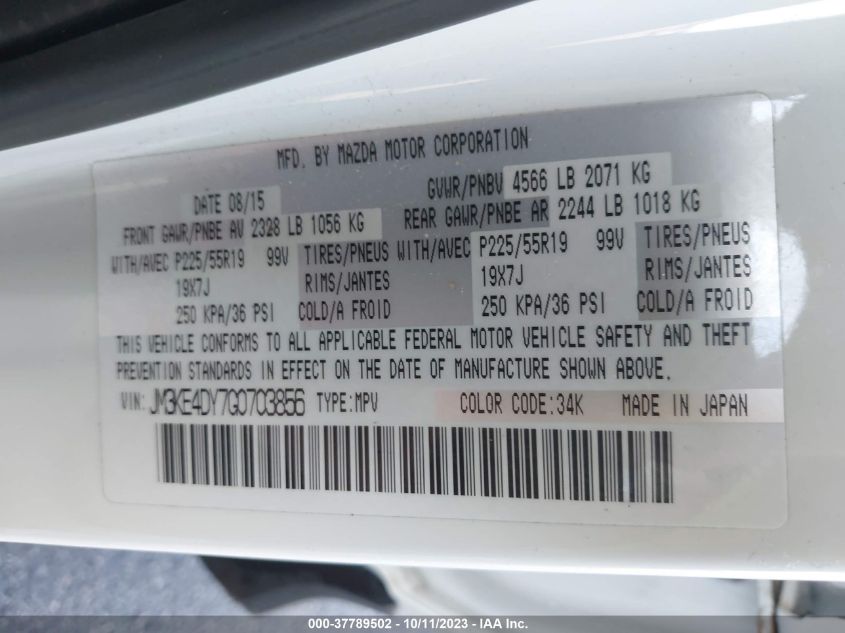 MFD. BY MAZDA MOTOR CORPORATION
DATE 08/15 GVWR/PNBV 4566 LB 2071 KG
FRONT GAWR/PNBE AV 2328 LB 1056 KG REAR GAWR/PNBE AR 2244 LB 1018 KG
WITH/AVEC P225/55R19 99V TIRES/PNEUS WITH/AVEC P225/55R19 99V TIRES/PNEUS
19X7J RIMS/JANTES 19X7J RIMS/JANTES
250 KPA/36 PSI COLD/A FROID 250 KPA/36 PSI COLD/A FROID
THIS VEHICLE CONFORMS TO ALL APPLICABLE FEDERAL MOTOR VEHICLE SAFETY AND THEFT
PREVENTION STANDARDS IN EFFECT ON THE DATE OF MANUFACTURE SHOWN ABOVE.
VIN: JM3KE4DY7G0703856 TYPE:MPV COLOR CODE:34K MADE IN JAPAN
000-37789502 - 10/11/2023 - IAAI.COM